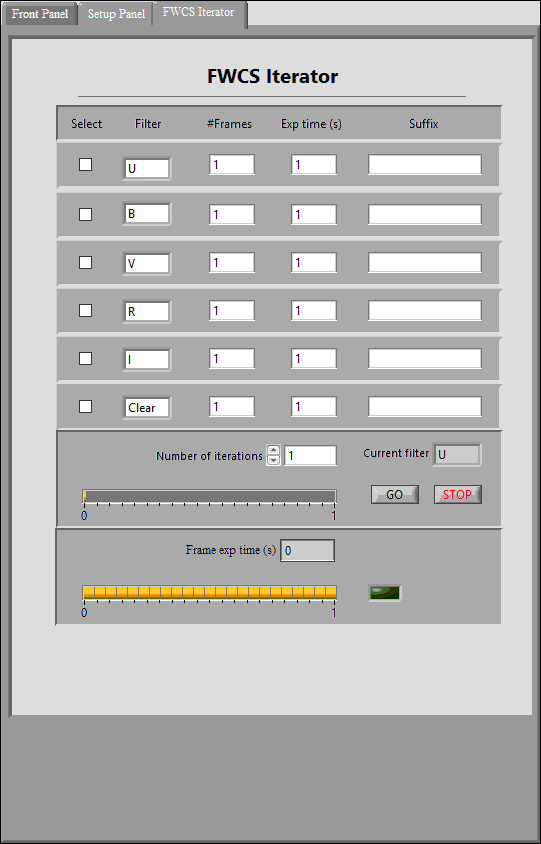 Front Panel Setup Panel FWCS Iterator
FWCS Iterator
Select Filter #Frames Exp time (s) Suffix
U 1 1
B 1 1
V 1 1
R 1 1
I 1 1
Clear 1 1
Number of iterations 1 Current filter U
GO STOP
0 1
Frame exp time (s) 0
0 1